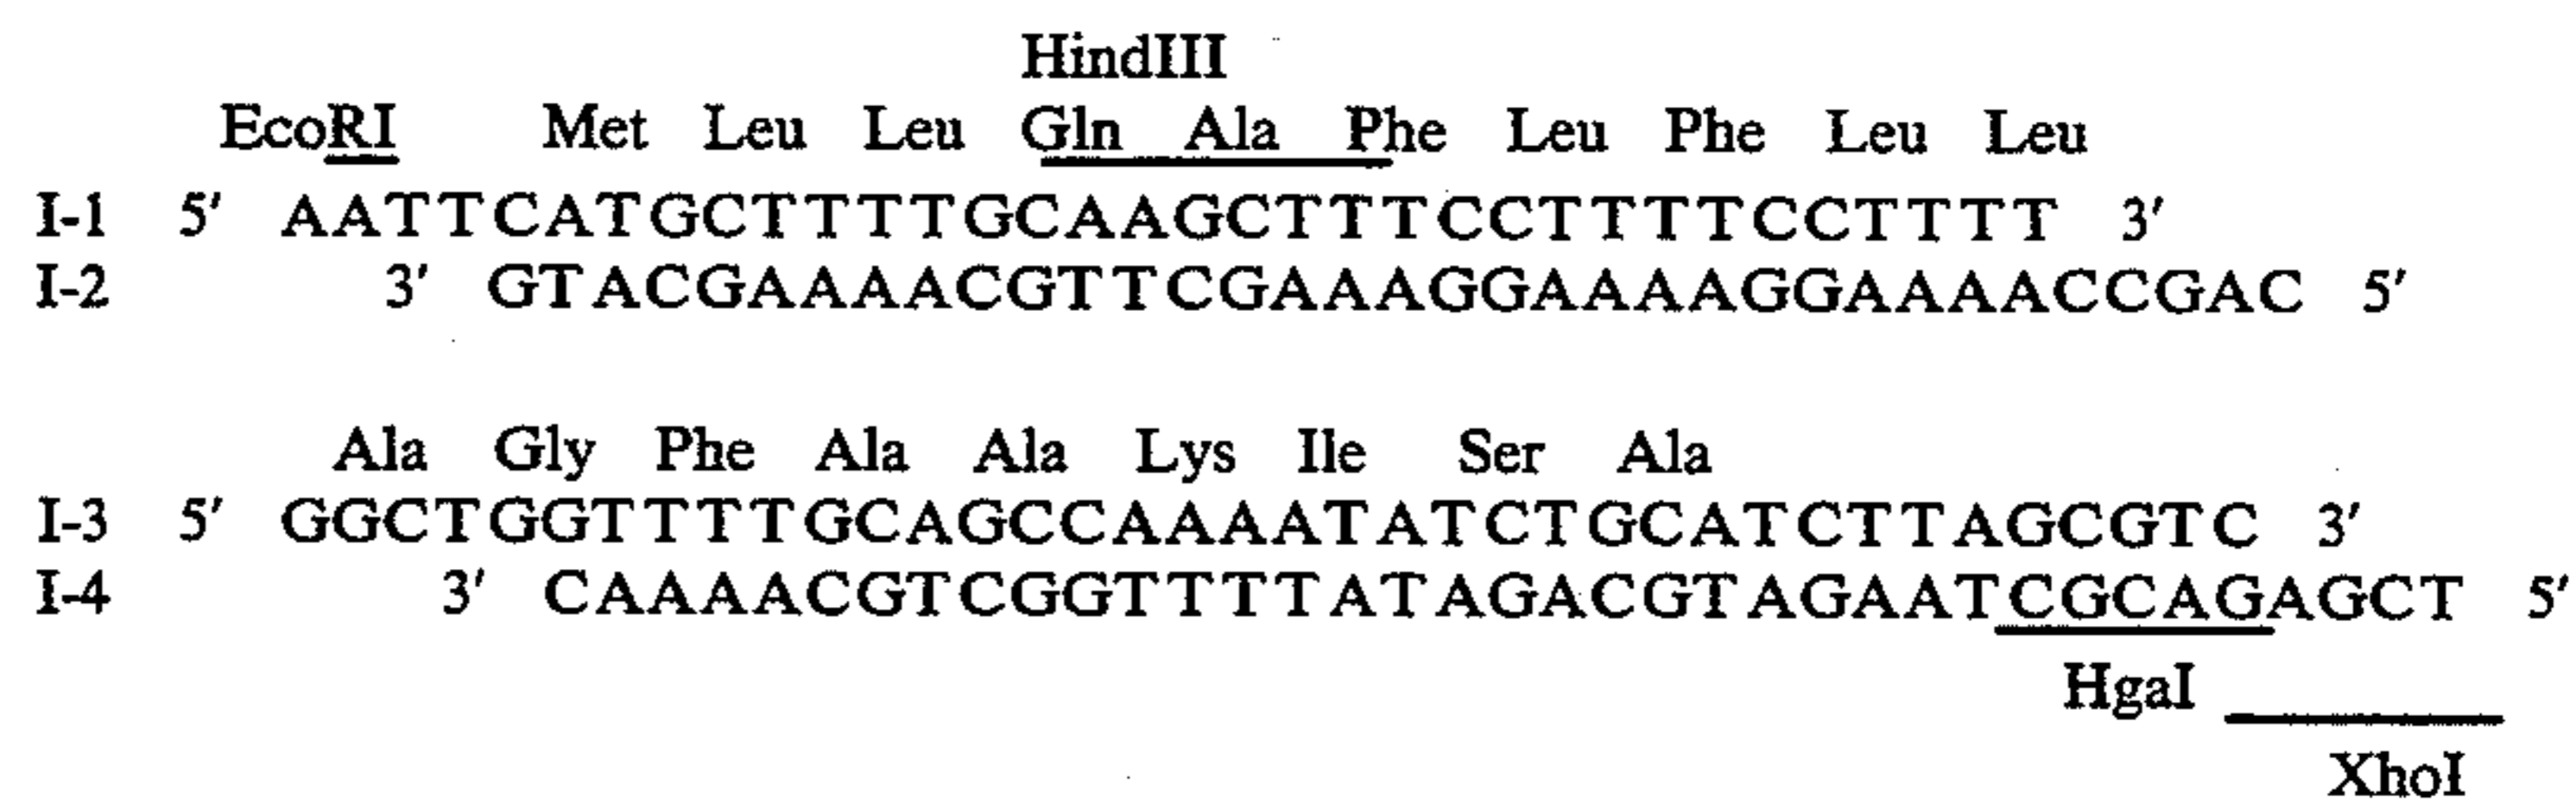 HindIII
EcoRI Met Leu Leu Gln Ala Phe Leu Phe Leu Leu
I-1 5′ AATTCATGCTTTTGCAAGCTTTCCTTTTCCTTTT 3′
I-2 3′ GTACGAAAACGTTCGAAAGGAAAAGGAAAACCGAC 5′
Ala Gly Phe Ala Ala Lys Ile Ser Ala
I-3 5′ GGCTGGTTTTGCAGCCAAAATATCTGCATCTTAGCGTC 3′
I-4 3′ CAAAACGTCGGTTTTATAGACGTAGAATCGCAGAGCT 5′
HgaI
XhoI